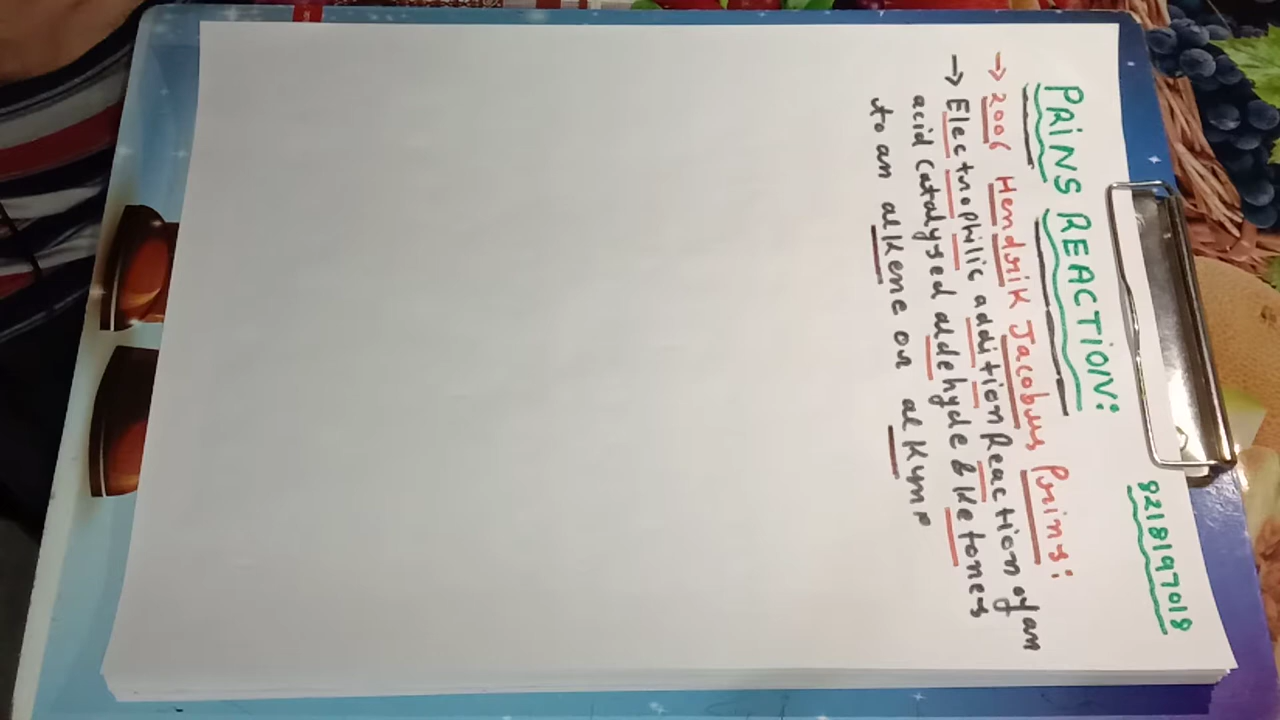 9218197018
PRiNS REACTiON:
→ 2006 HendriK Jacobus Prins:
→ Electrophilic addition Reaction of an
acid catalysed aldehyde & Ketones
to an alKene or alKyne